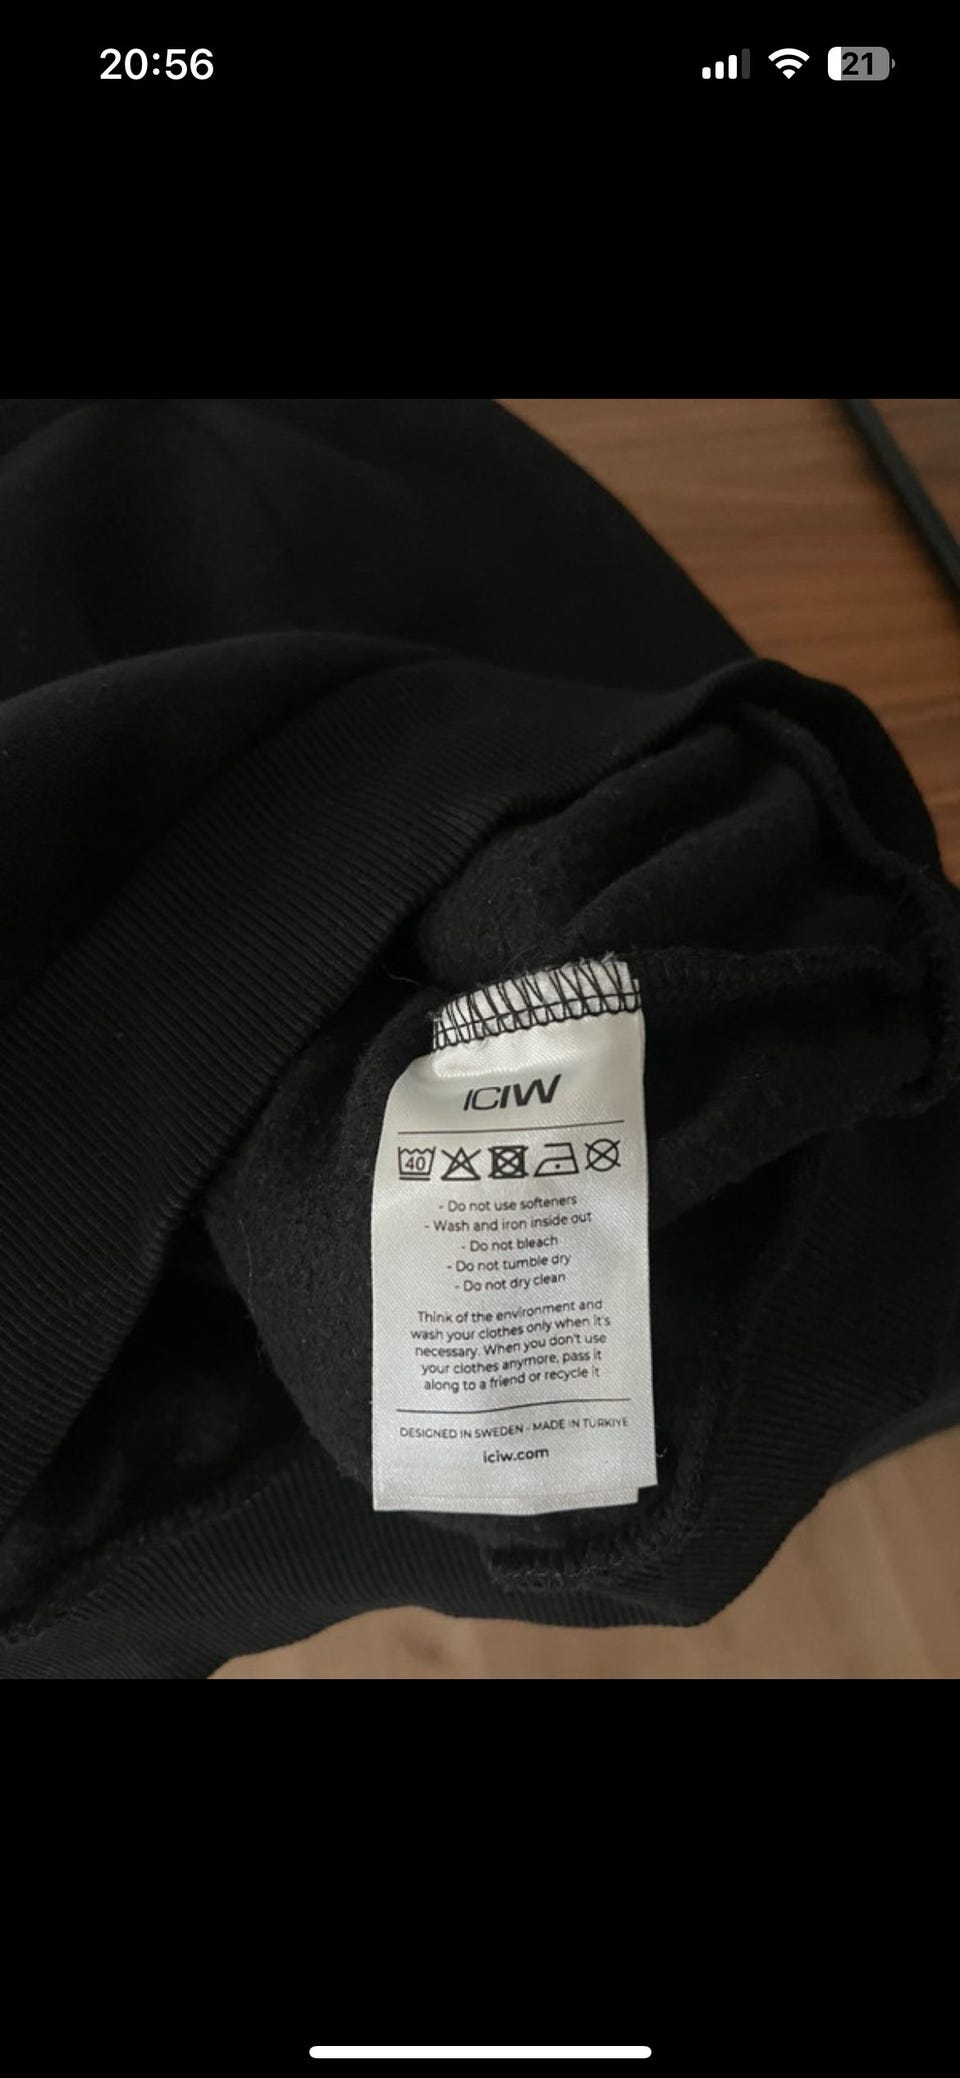 20:56
21
ICIW
40
- Do not use softeners
- Wash and iron inside out
- Do not bleach
- Do not tumble dry
- Do not dry clean
Think of the environment and
wash your clothes only when it's
necessary. When you don't use
your clothes anymore, pass it
along to a friend or recycle it
DESIGNED IN SWEDEN - MADE IN TÜRKIYE
iciw.com